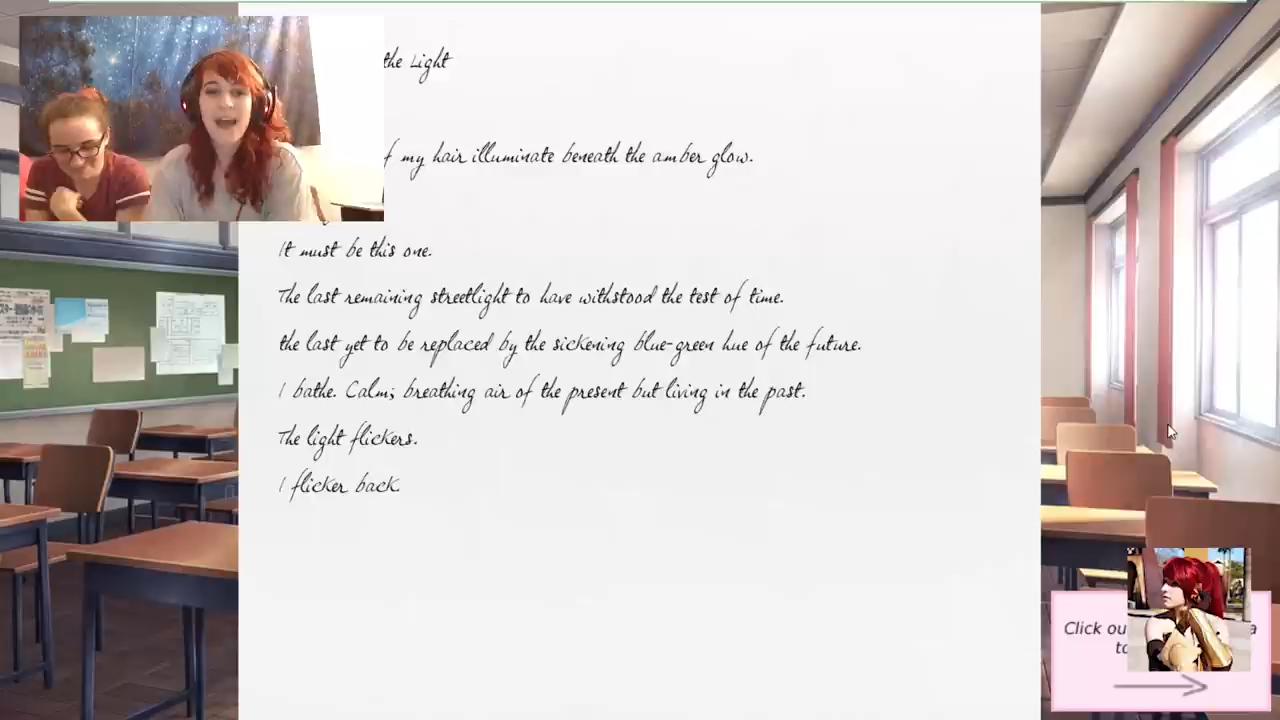 the Light
my hair illuminate beneath the amber glow.
It must be this one.
The last remaining streetlight to have withstood the test of time.
the last yet to be replaced by the sickening blue-green hue of the future.
I bathe. Calm; breathing air of the present but living in the past.
The light flickers.
I flicker back.
Click